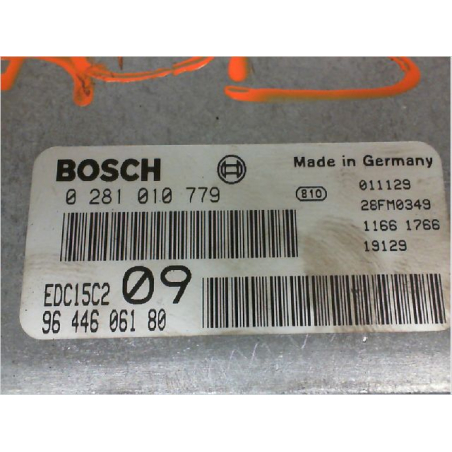 BOSCH
Made in Germany
0 281 010 779
810
011129
28FM0349
1166 1766
19129
EDC15C2 09
96 446 061 80